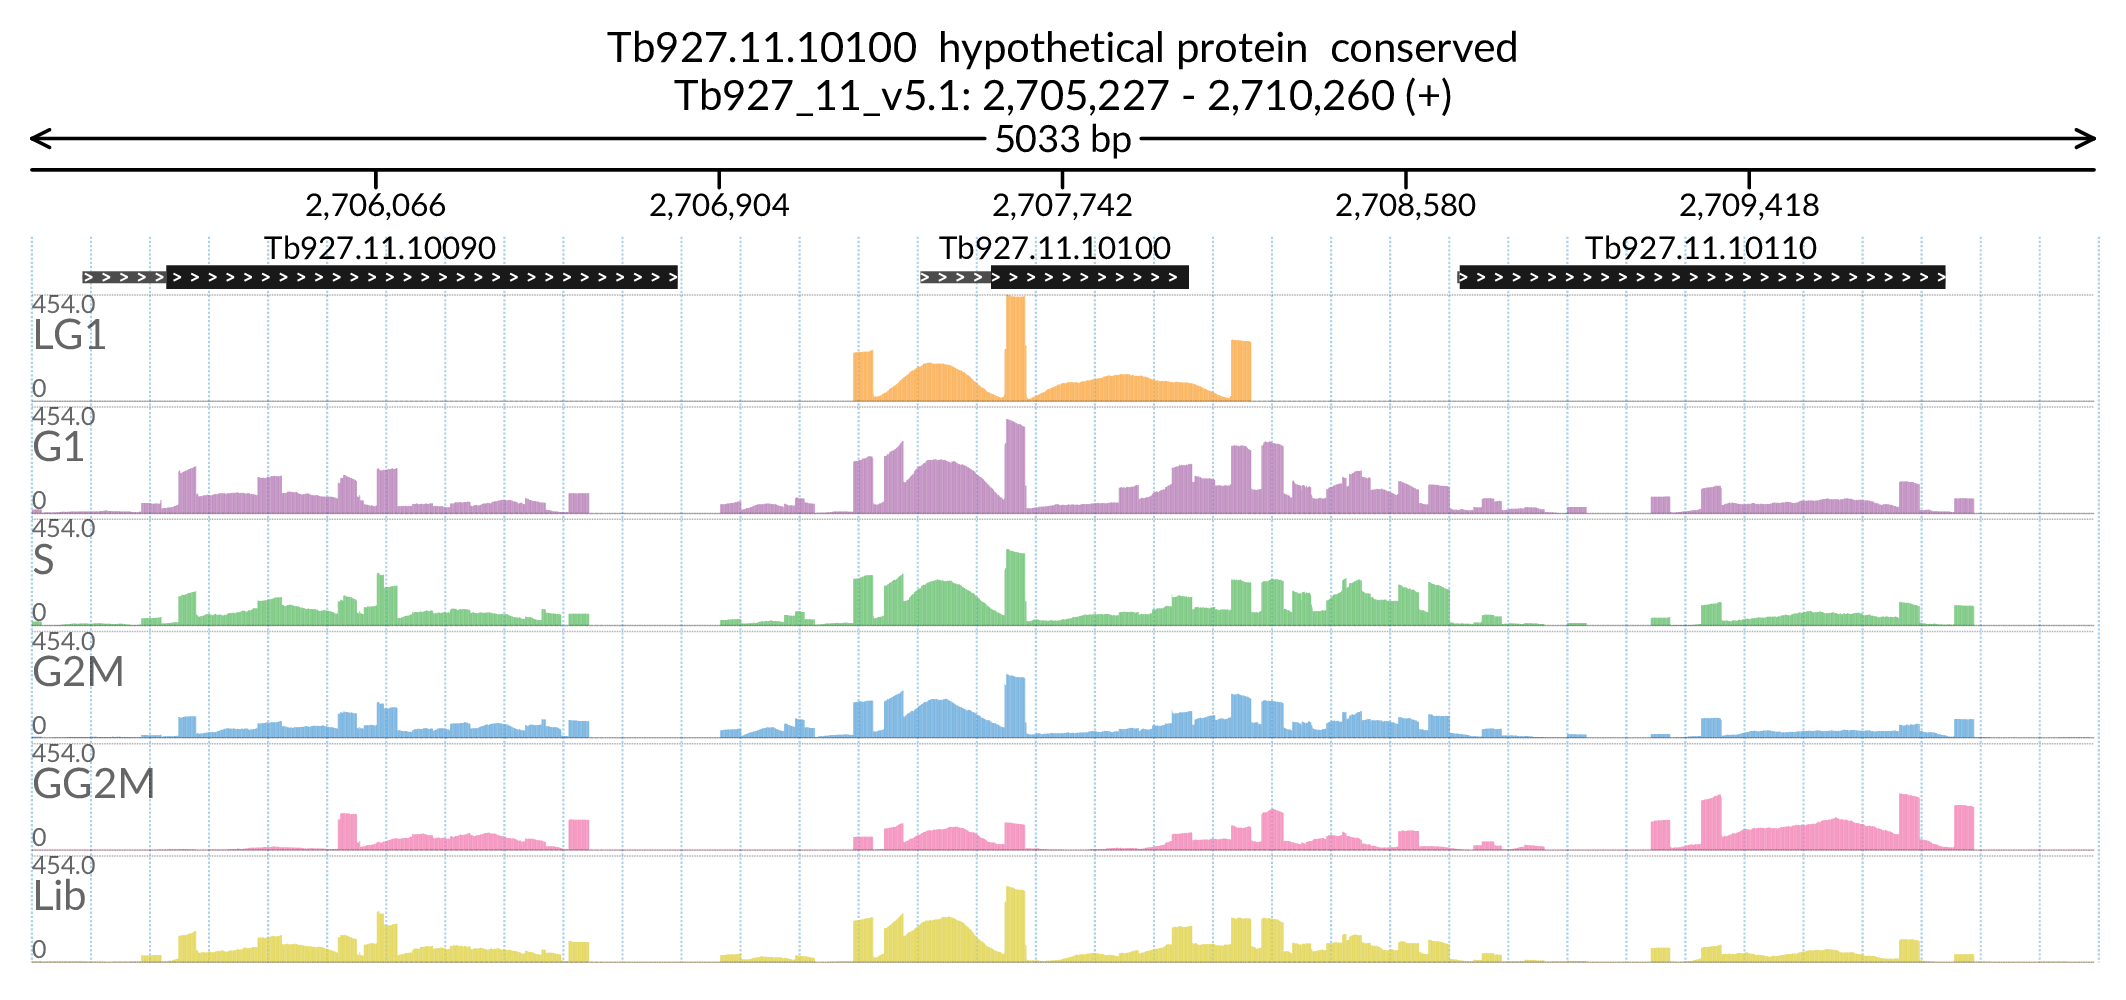 Tb927.11.10100  hypothetical protein  conserved
Tb927_11_v5.1: 2,705,227 - 2,710,260 (+)
5033 bp
2,706,066 2,706,904 2,707,742 2,708,580 2,709,418
Tb927.11.10090 Tb927.11.10100 Tb927.11.10110
454.0
LG1
0
454.0
G1
0
454.0
S
0
454.0
G2M
0
454.0
GG2M
0
454.0
Lib
0